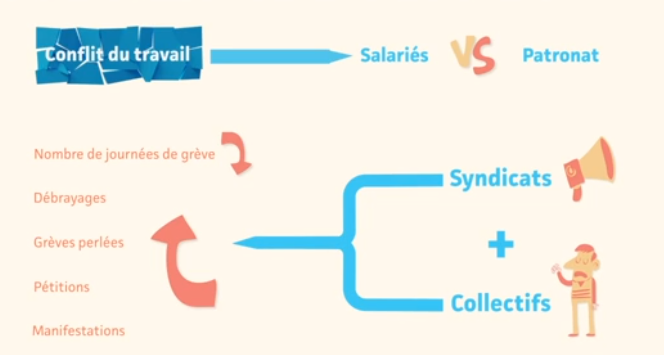 Conflit du travail
Salariés VS Patronat
Nombre de journées de grève
Débrayages
Grèves perlées
Pétitions
Manifestations
Syndicats
+
Collectifs